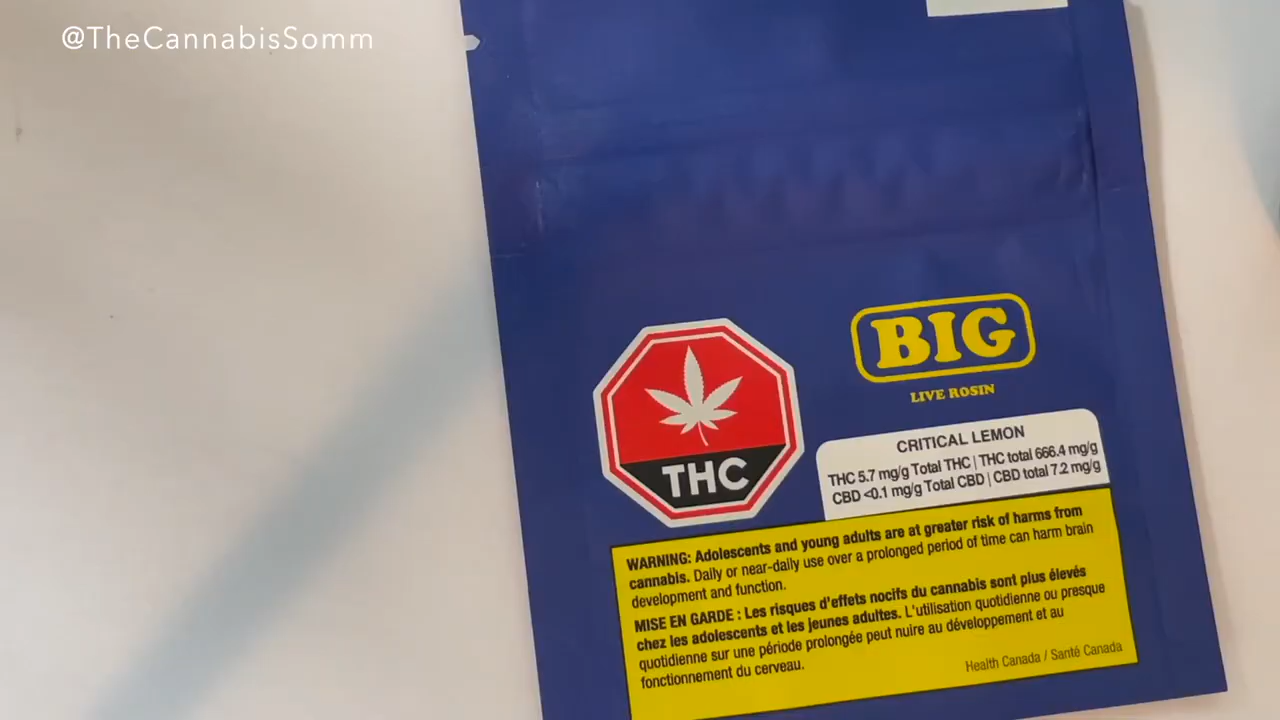 @TheCannabisSomm
BIG
LIVE ROSIN
THC
CRITICAL LEMON
THC 5.7 mg/g Total THC | THC total 666.4 mg/g
CBD <0.1 mg/g Total CBD | CBD total 7.2 mg/g
WARNING: Adolescents and young adults are at greater risk of harms from
cannabis. Daily or near-daily use over a prolonged period of time can harm brain
development and function.
MISE EN GARDE : Les risques d'effets nocifs du cannabis sont plus élevés
chez les adolescents et les jeunes adultes. L'utilisation quotidienne ou presque
quotidienne sur une période prolongée peut nuire au développement et au
fonctionnement du cerveau.
Health Canada / Santé Canada